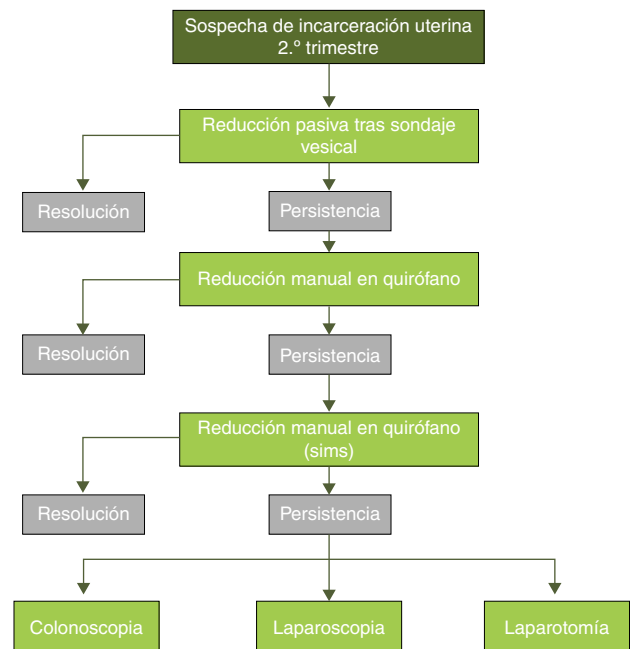 Sospecha de incarceración uterina
2.º trimestre
Reducción pasiva tras sondaje
vesical
Resolución
Persistencia
Reducción manual en quirófano
Resolución
Persistencia
Reducción manual en quirófano
(sims)
Resolución
Persistencia
Colonoscopia
Laparoscopia
Laparotomía